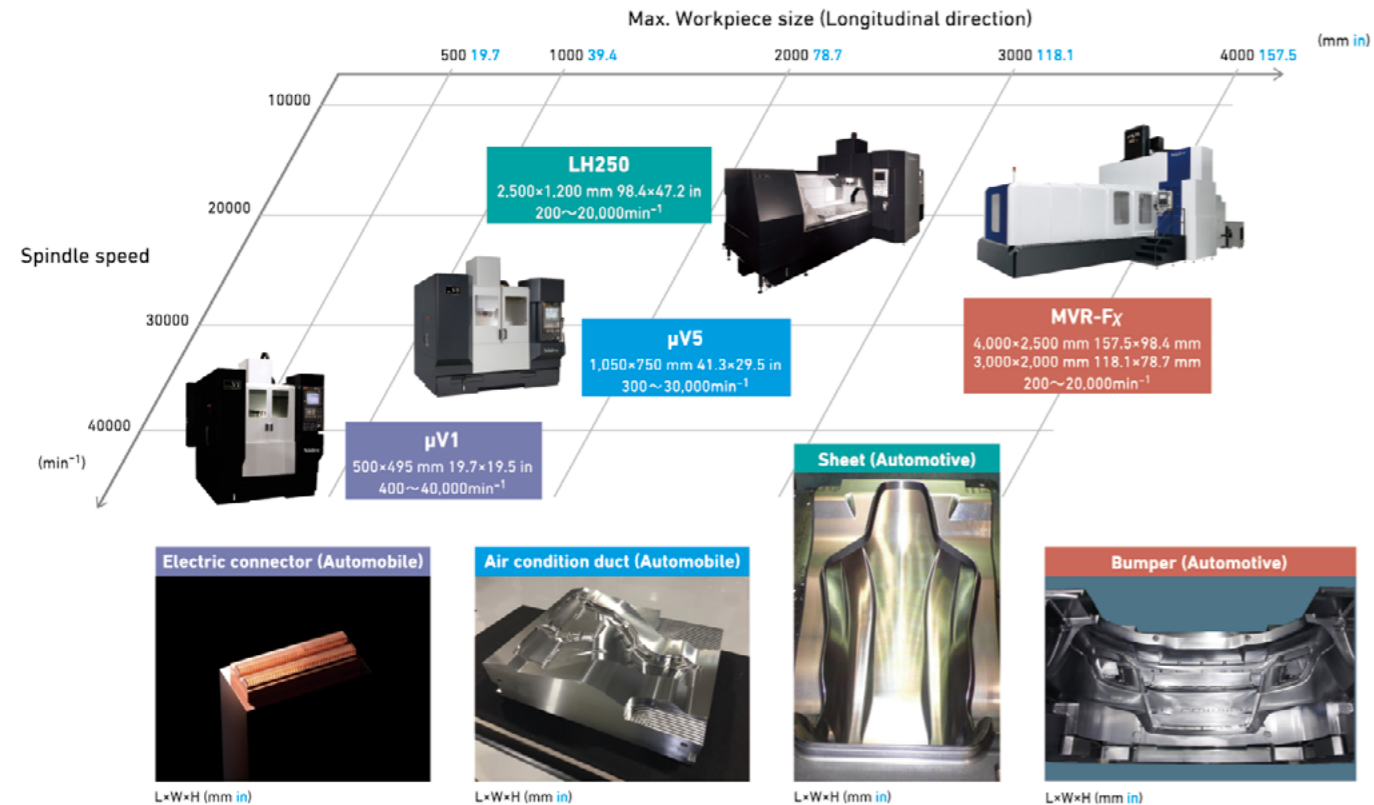 Max. Workpiece size (Longitudinal direction)
(mm in)
500 19.7
1000 39.4
2000 78.7
3000 118.1
4000 157.5
10000
20000
30000
40000
(min⁻¹)
Spindle speed
LH250
2,500×1,200 mm 98.4×47.2 in
200～20,000min⁻¹
µV5
1,050×750 mm 41.3×29.5 in
300～30,000min⁻¹
MVR-Fχ
4,000×2,500 mm 157.5×98.4 mm
3,000×2,000 mm 118.1×78.7 mm
200～20,000min⁻¹
µV1
500×495 mm 19.7×19.5 in
400～40,000min⁻¹
Electric connector (Automobile)
L×W×H (mm in)
Air condition duct (Automobile)
L×W×H (mm in)
Sheet (Automotive)
L×W×H (mm in)
Bumper (Automotive)
L×W×H (mm in)